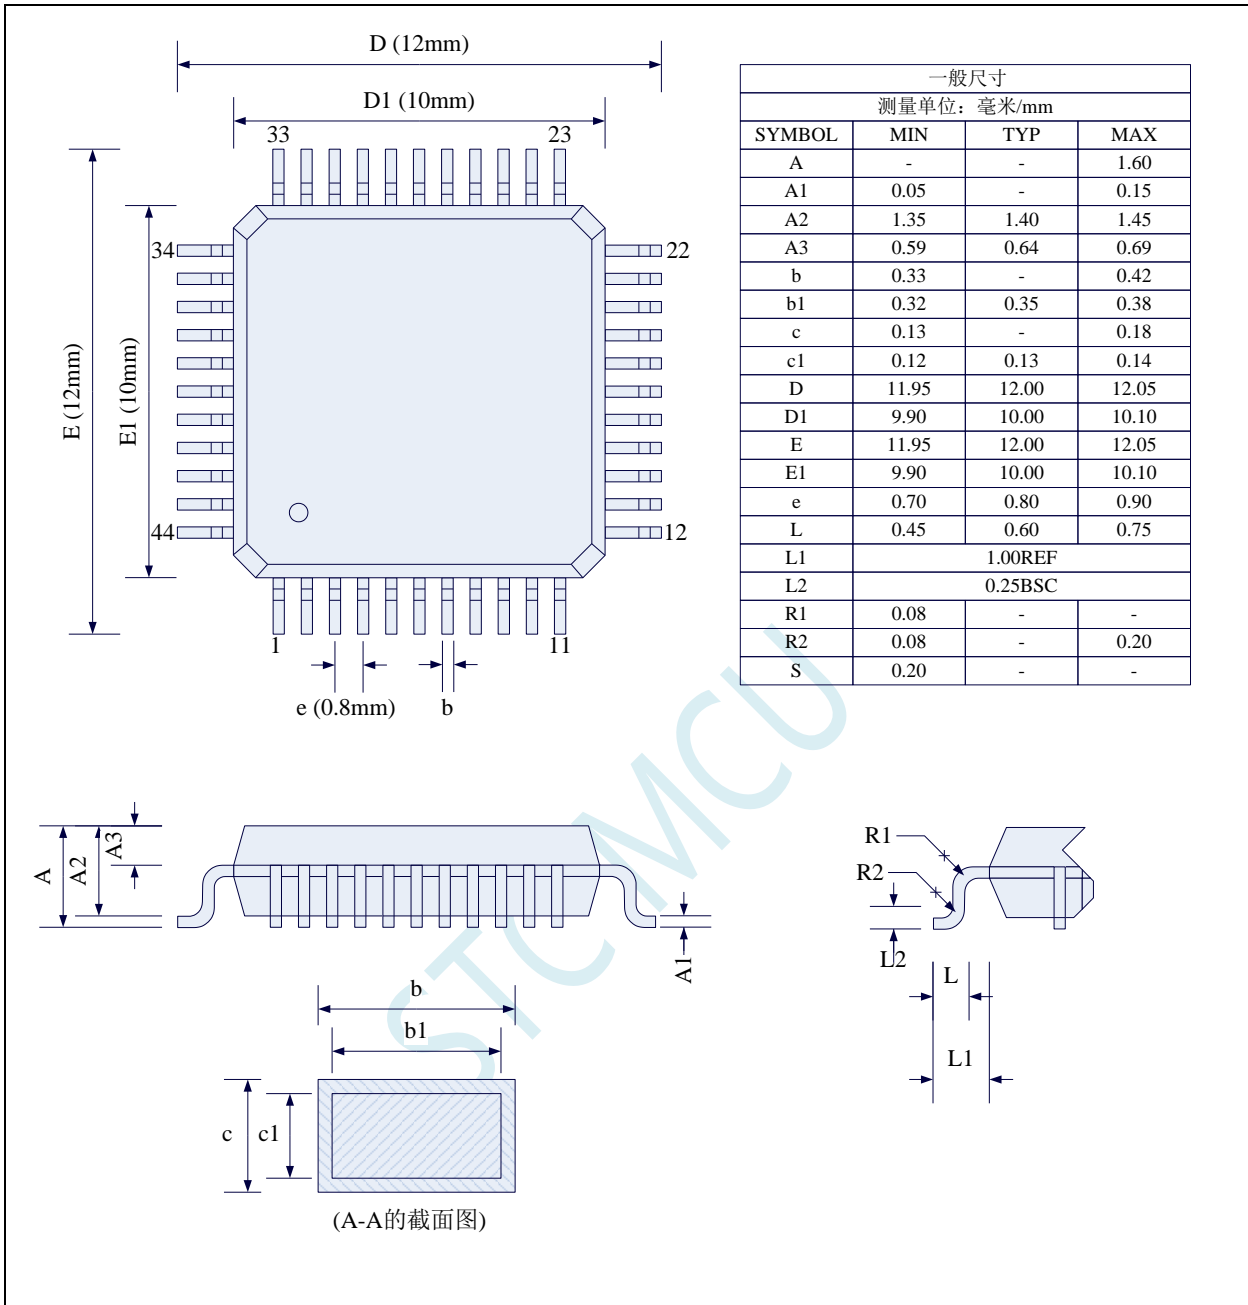 D (12mm)
D1 (10mm)
33 23
34 22
44 12
1 11
E (12mm)
E1 (10mm)
e (0.8mm) b
一般尺寸
测量单位：毫米/mm
SYMBOL MIN TYP MAX
A - - 1.60
A1 0.05 - 0.15
A2 1.35 1.40 1.45
A3 0.59 0.64 0.69
b 0.33 - 0.42
b1 0.32 0.35 0.38
c 0.13 - 0.18
c1 0.12 0.13 0.14
D 11.95 12.00 12.05
D1 9.90 10.00 10.10
E 11.95 12.00 12.05
E1 9.90 10.00 10.10
e 0.70 0.80 0.90
L 0.45 0.60 0.75
L1 1.00REF
L2 0.25BSC
R1 0.08 - -
R2 0.08 - 0.20
S 0.20 - -
STCMCU
A
A2
A3
A1
R1
R2
L2
L
L1
b
b1
c c1
(A-A的截面图)